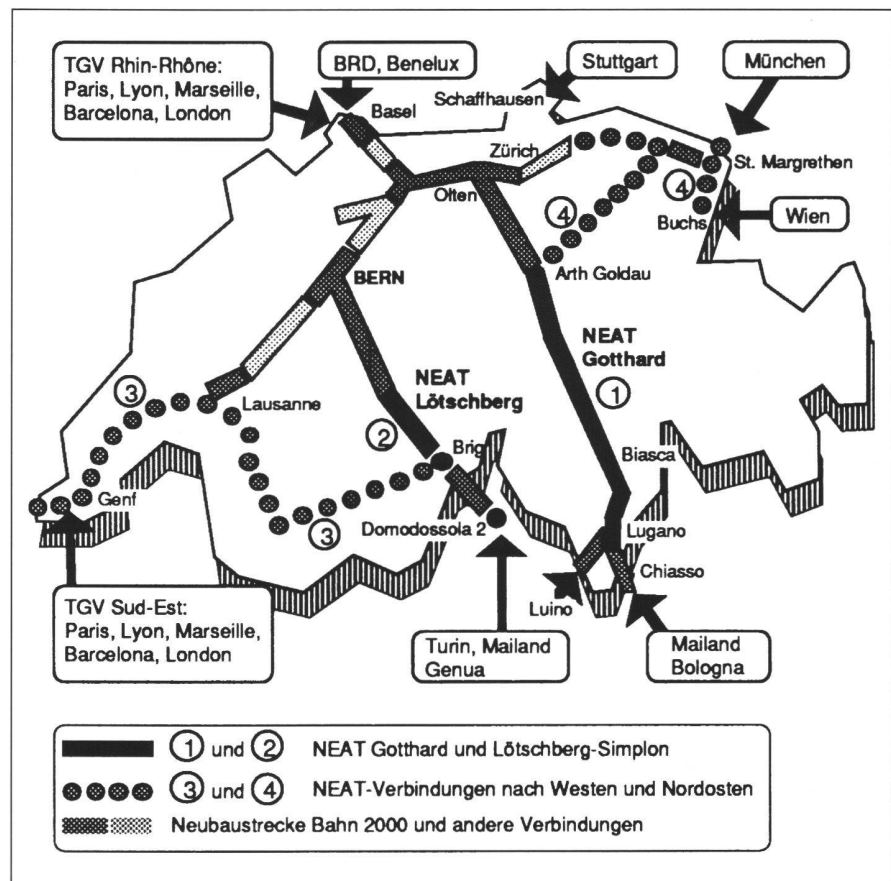 TGV Rhin-Rhône:
Paris, Lyon, Marseille,
Barcelona, London
BRD, Benelux
Stuttgart
München
Schaffhausen
Basel
Zürich
St. Margrethen
Olten
4
4
Buchs
Wien
Arth Goldau
BERN
NEAT
Gotthard
1
3
Lausanne
NEAT
Lötschberg
2
Brig
Biasca
Genf
3
Domodossola 2
Lugano
Chiasso
Luino
TGV Sud-Est:
Paris, Lyon, Marseille,
Barcelona, London
Turin, Mailand
Genua
Mailand
Bologna
1 und 2 NEAT Gotthard und Lötschberg-Simplon
3 und 4 NEAT-Verbindungen nach Westen und Nordosten
Neubaustrecke Bahn 2000 und andere Verbindungen